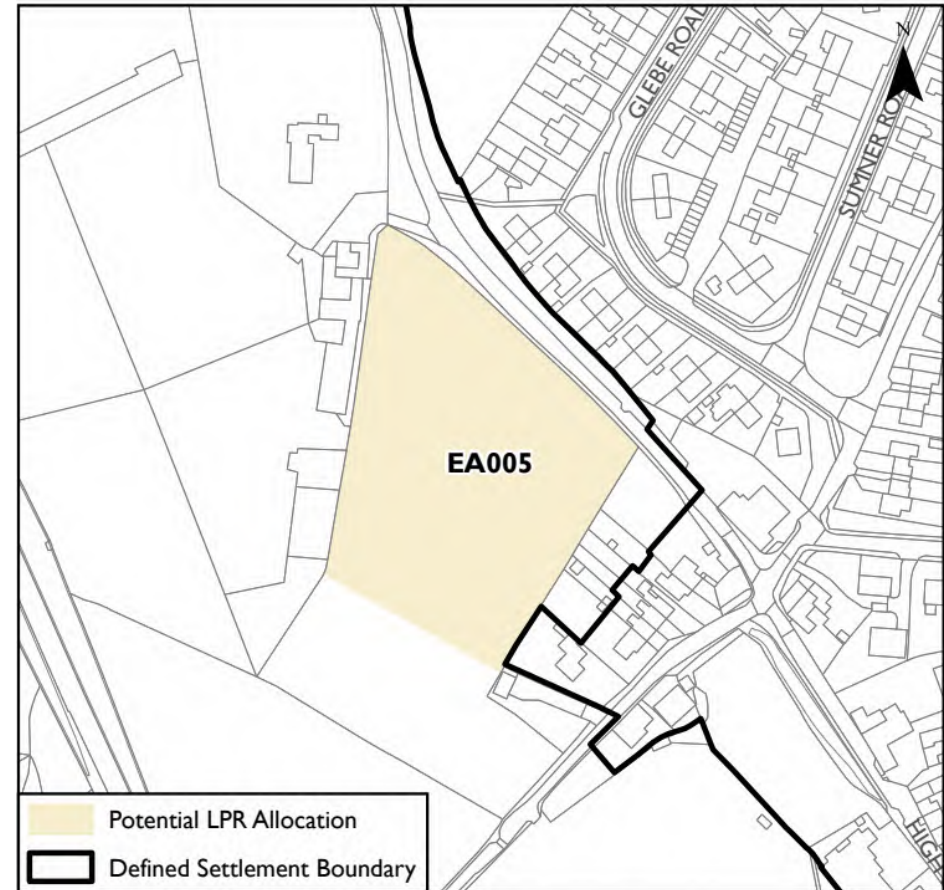 N
GLEBE ROAD
SUMNER RO
EA005
HIGH
Potential LPR Allocation
Defined Settlement Boundary